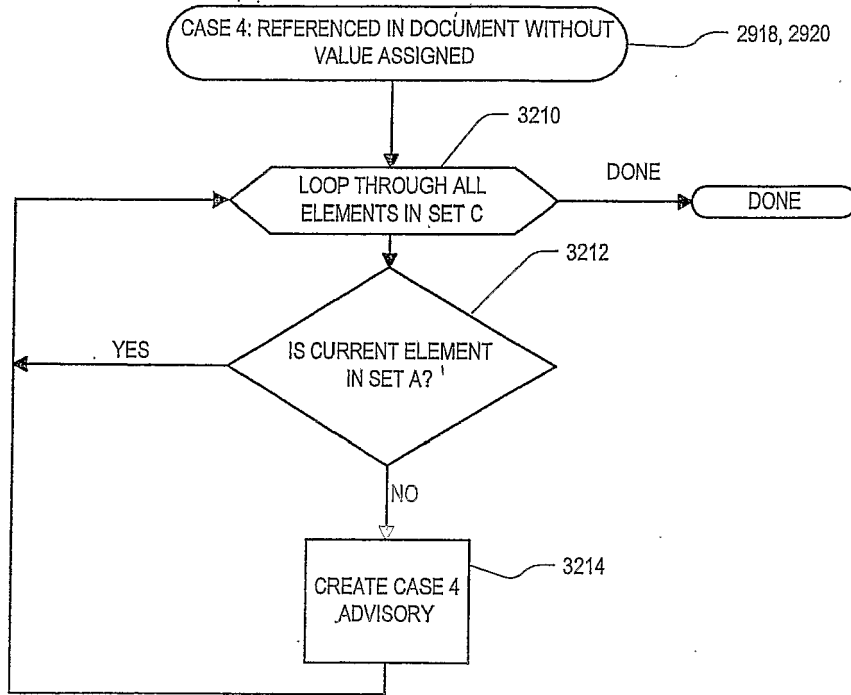 CASE 4: REFERENCED IN DOCUMENT WITHOUT
VALUE ASSIGNED
2918, 2920
3210
LOOP THROUGH ALL
ELEMENTS IN SET C
DONE
DONE
3212
IS CURRENT ELEMENT
IN SET A?
YES
NO
3214
CREATE CASE 4
ADVISORY